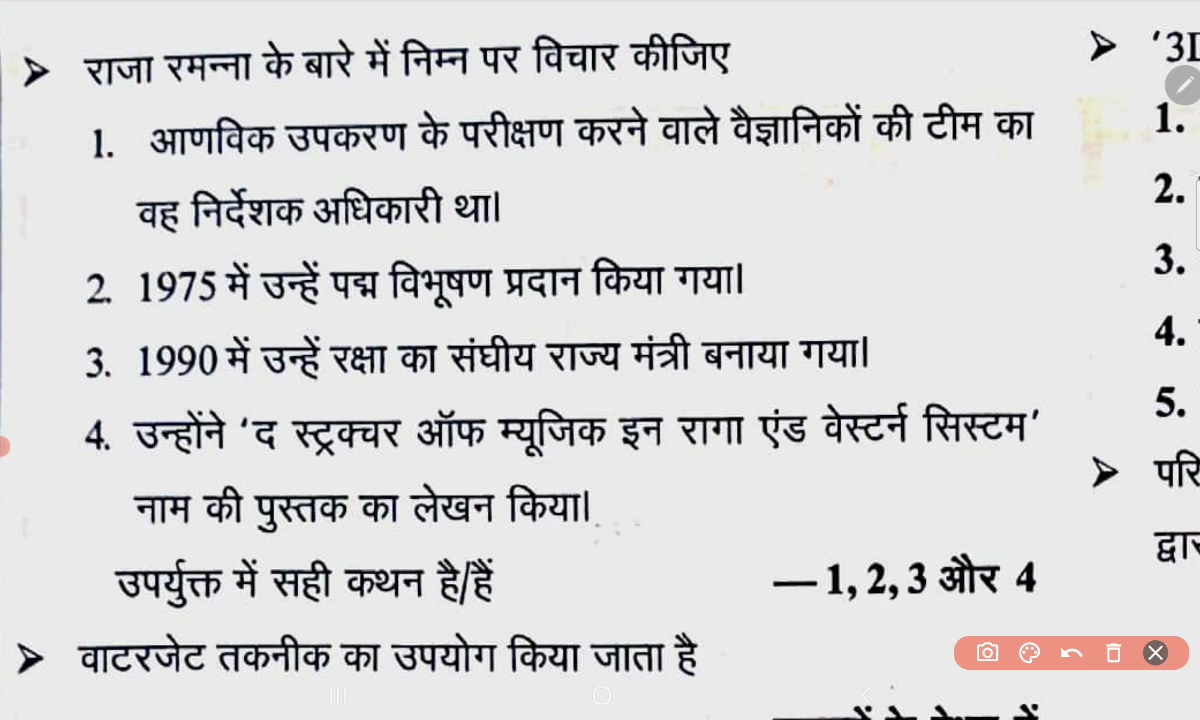 ➤ राजा रमन्ना के बारे में निम्न पर विचार कीजिए
1. आणविक उपकरण के परीक्षण करने वाले वैज्ञानिकों की टीम का
वह निर्देशक अधिकारी था।
2. 1975 में उन्हें पद्म विभूषण प्रदान किया गया।
3. 1990 में उन्हें रक्षा का संघीय राज्य मंत्री बनाया गया।
4. उन्होंने ‘द स्ट्रक्चर ऑफ म्यूजिक इन रागा एंड वेस्टर्न सिस्टम’
नाम की पुस्तक का लेखन किया।
उपर्युक्त में सही कथन है/हैं —1, 2, 3 और 4
➤ वाटरजेट तकनीक का उपयोग किया जाता है
➤ ‘3
1.
2.
3.
4.
5.
➤ परि
द्वा